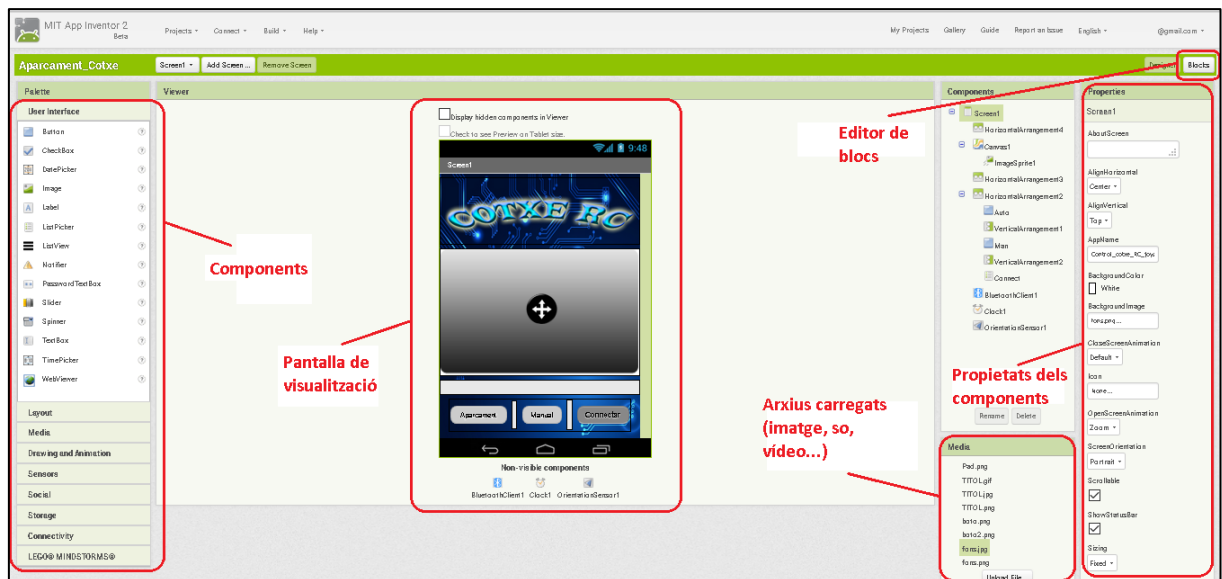 MIT App Inventor 2
Beta
Projects Connect Build Help
My Projects Gallery Guide Report an Issue English @gmail.com
Aparcament_Cotxe
Screen1 Add Screen ... Remove Screen
Designer Blocks
Palette
User Interface
Button
CheckBox
DatePicker
Image
Label
ListPicker
ListView
Notifier
PasswordTextBox
Slider
Spinner
TextBox
TimePicker
WebViewer
Layout
Media
Drawing and Animation
Sensors
Social
Storage
Connectivity
LEGO® MINDSTORMS®
Components
Viewer
Display hidden components in Viewer
Check to see Preview on Tablet size.
9:48
Screen1
COTXE RC
Aparcament Manual Connectar
Non-visible components
BluetoothClient1 Clock1 OrientationSensor1
Pantalla de
visualització
Editor de
blocs
Components
Screen1
HorizontalArrangement4
Canvas1
ImageSprite1
HorizontalArrangement3
HorizontalArrangement2
Auto
VerticalArrangement1
Man
VerticalArrangement2
Connect
BluetoothClient1
Clock1
OrientationSensor1
Rename Delete
Propietats dels
components
Arxius carregats
(imatge, so,
vídeo...)
Media
Pad.png
TITOL.gif
TITOL.jpg
TITOL.png
boto.png
boto2.png
fons.jpg
fons.png
Upload File
Properties
Screen1
AboutScreen
AlignHorizontal
Center
AlignVertical
Top
AppName
Control_cotxe_RC_joys
BackgroundColor
White
BackgroundImage
fons.png...
CloseScreenAnimation
Default
Icon
None...
OpenScreenAnimation
Zoom
ScreenOrientation
Portrait
Scrollable
ShowStatusBar
Sizing
Fixed